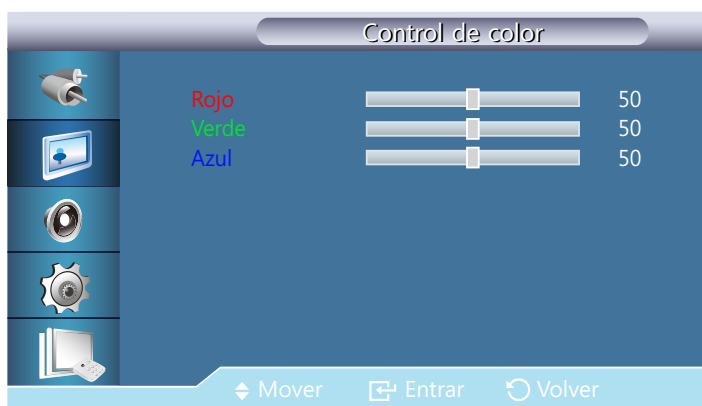 Control de color
Rojo 50
Verde 50
Azul 50
Mover Entrar Volver